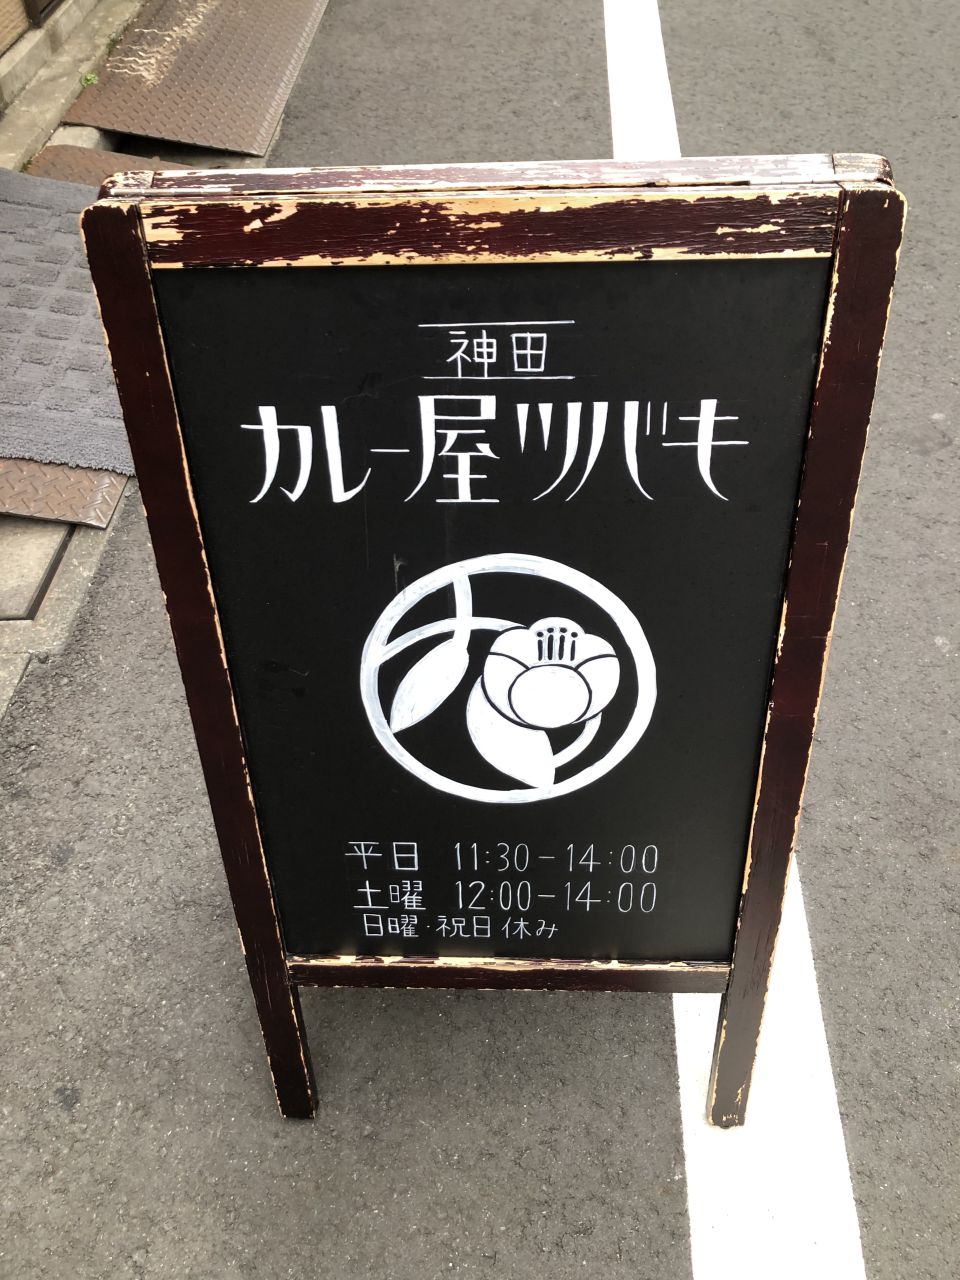 神田
カレー屋ツバキ
平日 11:30-14:00
土曜 12:00-14:00
日曜・祝日休み